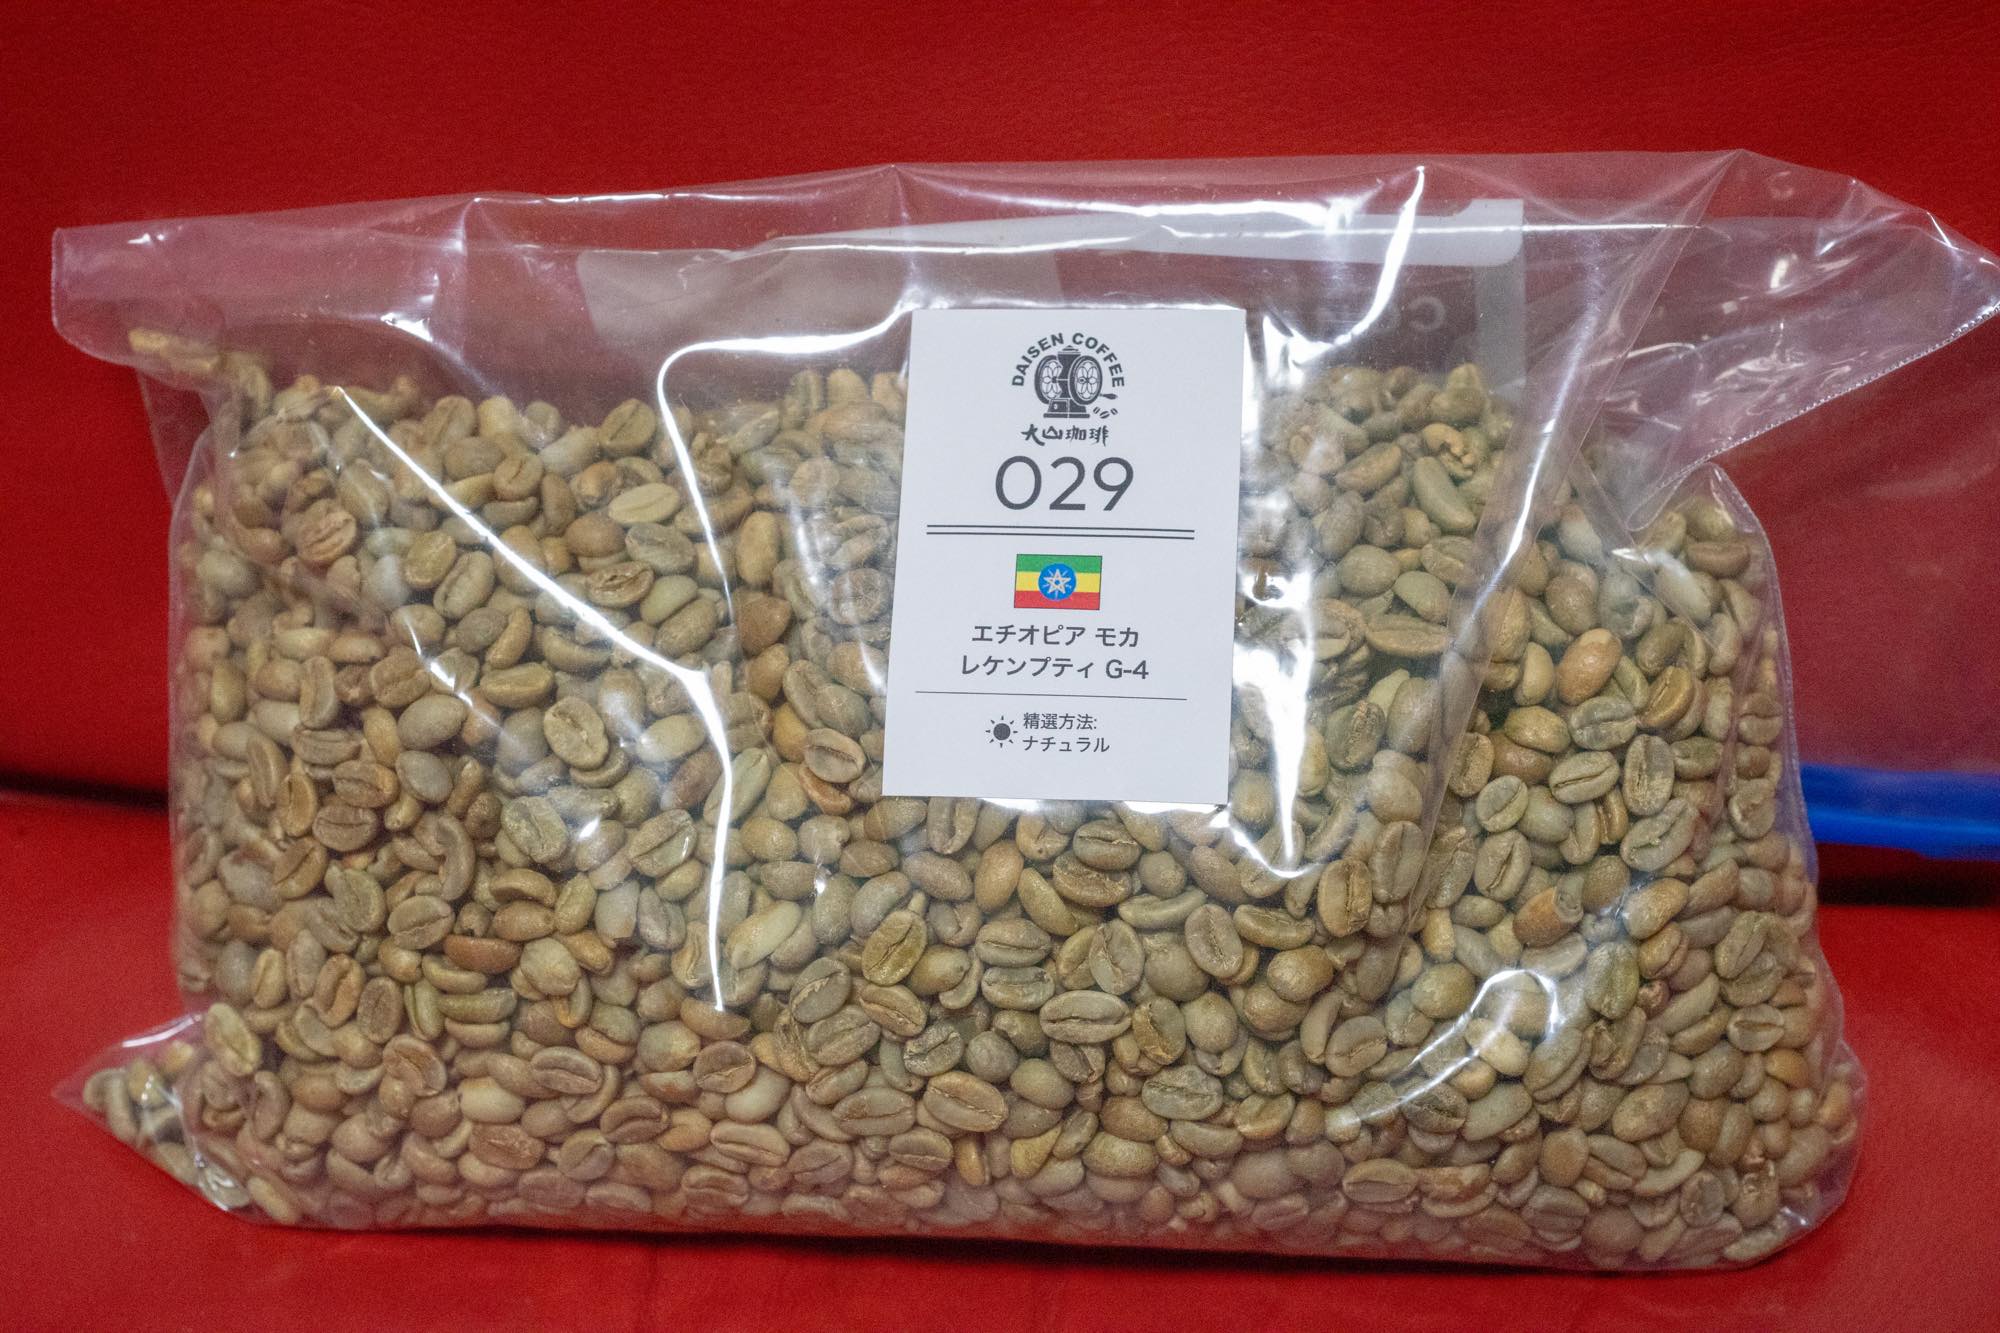 DAISEN COFFEE
大山珈琲
029
エチオピア モカ
レケンプティ G-4
精選方法:
ナチュラル